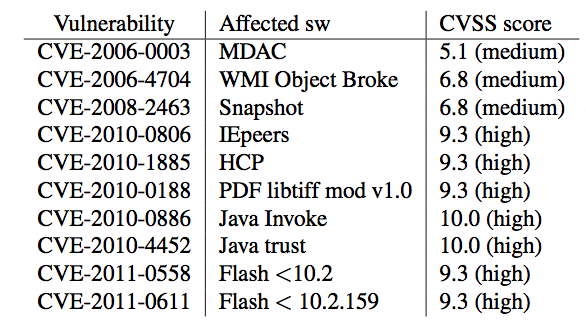 Vulnerability Affected sw CVSS score
CVE-2006-0003 MDAC 5.1 (medium)
CVE-2006-4704 WMI Object Broke 6.8 (medium)
CVE-2008-2463 Snapshot 6.8 (medium)
CVE-2010-0806 IEpeers 9.3 (high)
CVE-2010-1885 HCP 9.3 (high)
CVE-2010-0188 PDF libtiff mod v1.0 9.3 (high)
CVE-2010-0886 Java Invoke 10.0 (high)
CVE-2010-4452 Java trust 10.0 (high)
CVE-2011-0558 Flash <10.2 9.3 (high)
CVE-2011-0611 Flash < 10.2.159 9.3 (high)